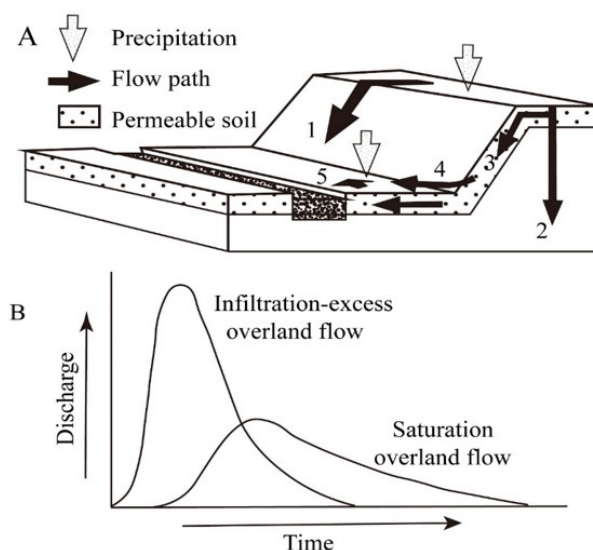 A
Precipitation
Flow path
Permeable soil
1
5
4
3
2
B
Infiltration-excess
overland flow
Saturation
overland flow
Discharge
Time